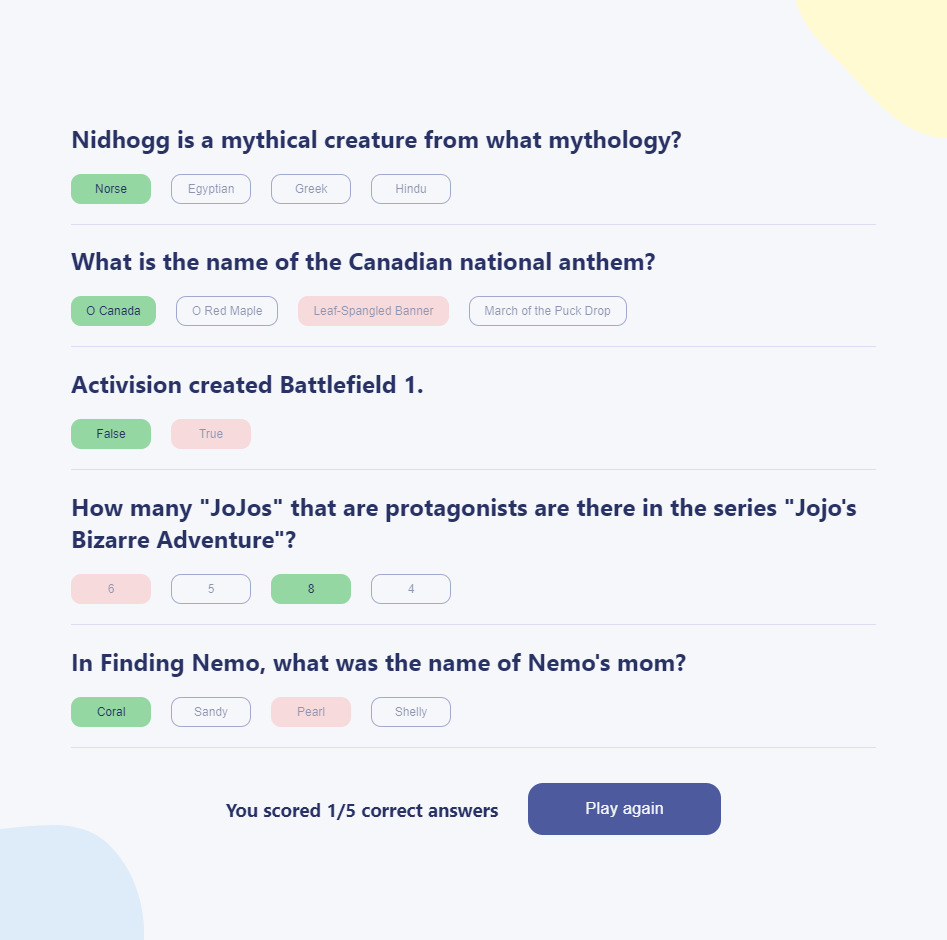 Nidhogg is a mythical creature from what mythology?
Norse Egyptian Greek Hindu
What is the name of the Canadian national anthem?
O Canada O Red Maple Leaf-Spangled Banner March of the Puck Drop
Activision created Battlefield 1.
False True
How many "JoJos" that are protagonists are there in the series "Jojo's
Bizarre Adventure"?
6 5 8 4
In Finding Nemo, what was the name of Nemo's mom?
Coral Sandy Pearl Shelly
You scored 1/5 correct answers Play again